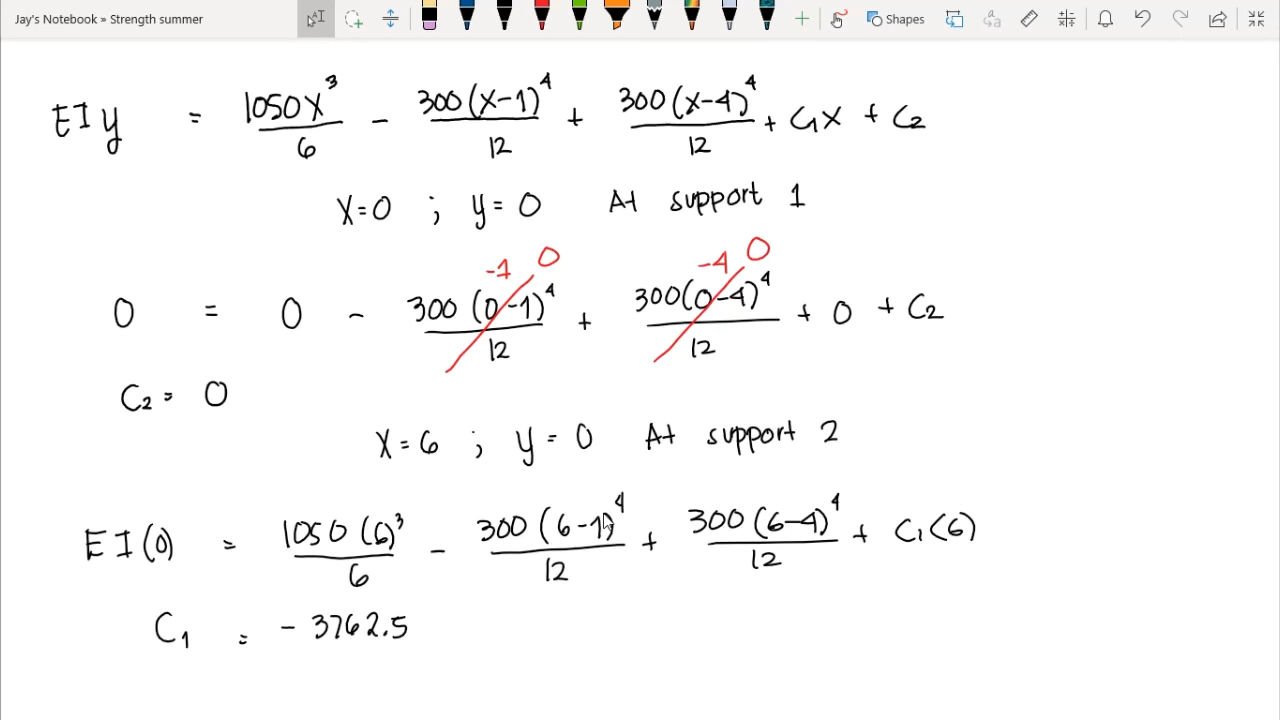 Jay's Notebook » Strength summer Shapes
EIy = 1050x³/6 - 300(x-1)⁴/12 + 300(x-4)⁴/12 + C1x + C2
x=0 ; y=0 At support 1
-1 0 -4 0
0 = 0 - 300(0-1)⁴/12 + 300(0-4)⁴/12 + 0 + C2
C2 = 0
x=6 ; y=0 At support 2
EI(0) = 1050(6)³/6 - 300(6-1)⁴/12 + 300(6-4)⁴/12 + C1(6)
C1 = -3762.5